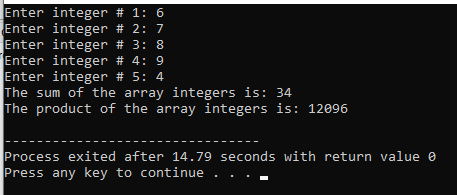 Enter integer # 1: 6
Enter integer # 2: 7
Enter integer # 3: 8
Enter integer # 4: 9
Enter integer # 5: 4
The sum of the array integers is: 34
The product of the array integers is: 12096
--------------------------------
Process exited after 14.79 seconds with return value 0
Press any key to continue . . .